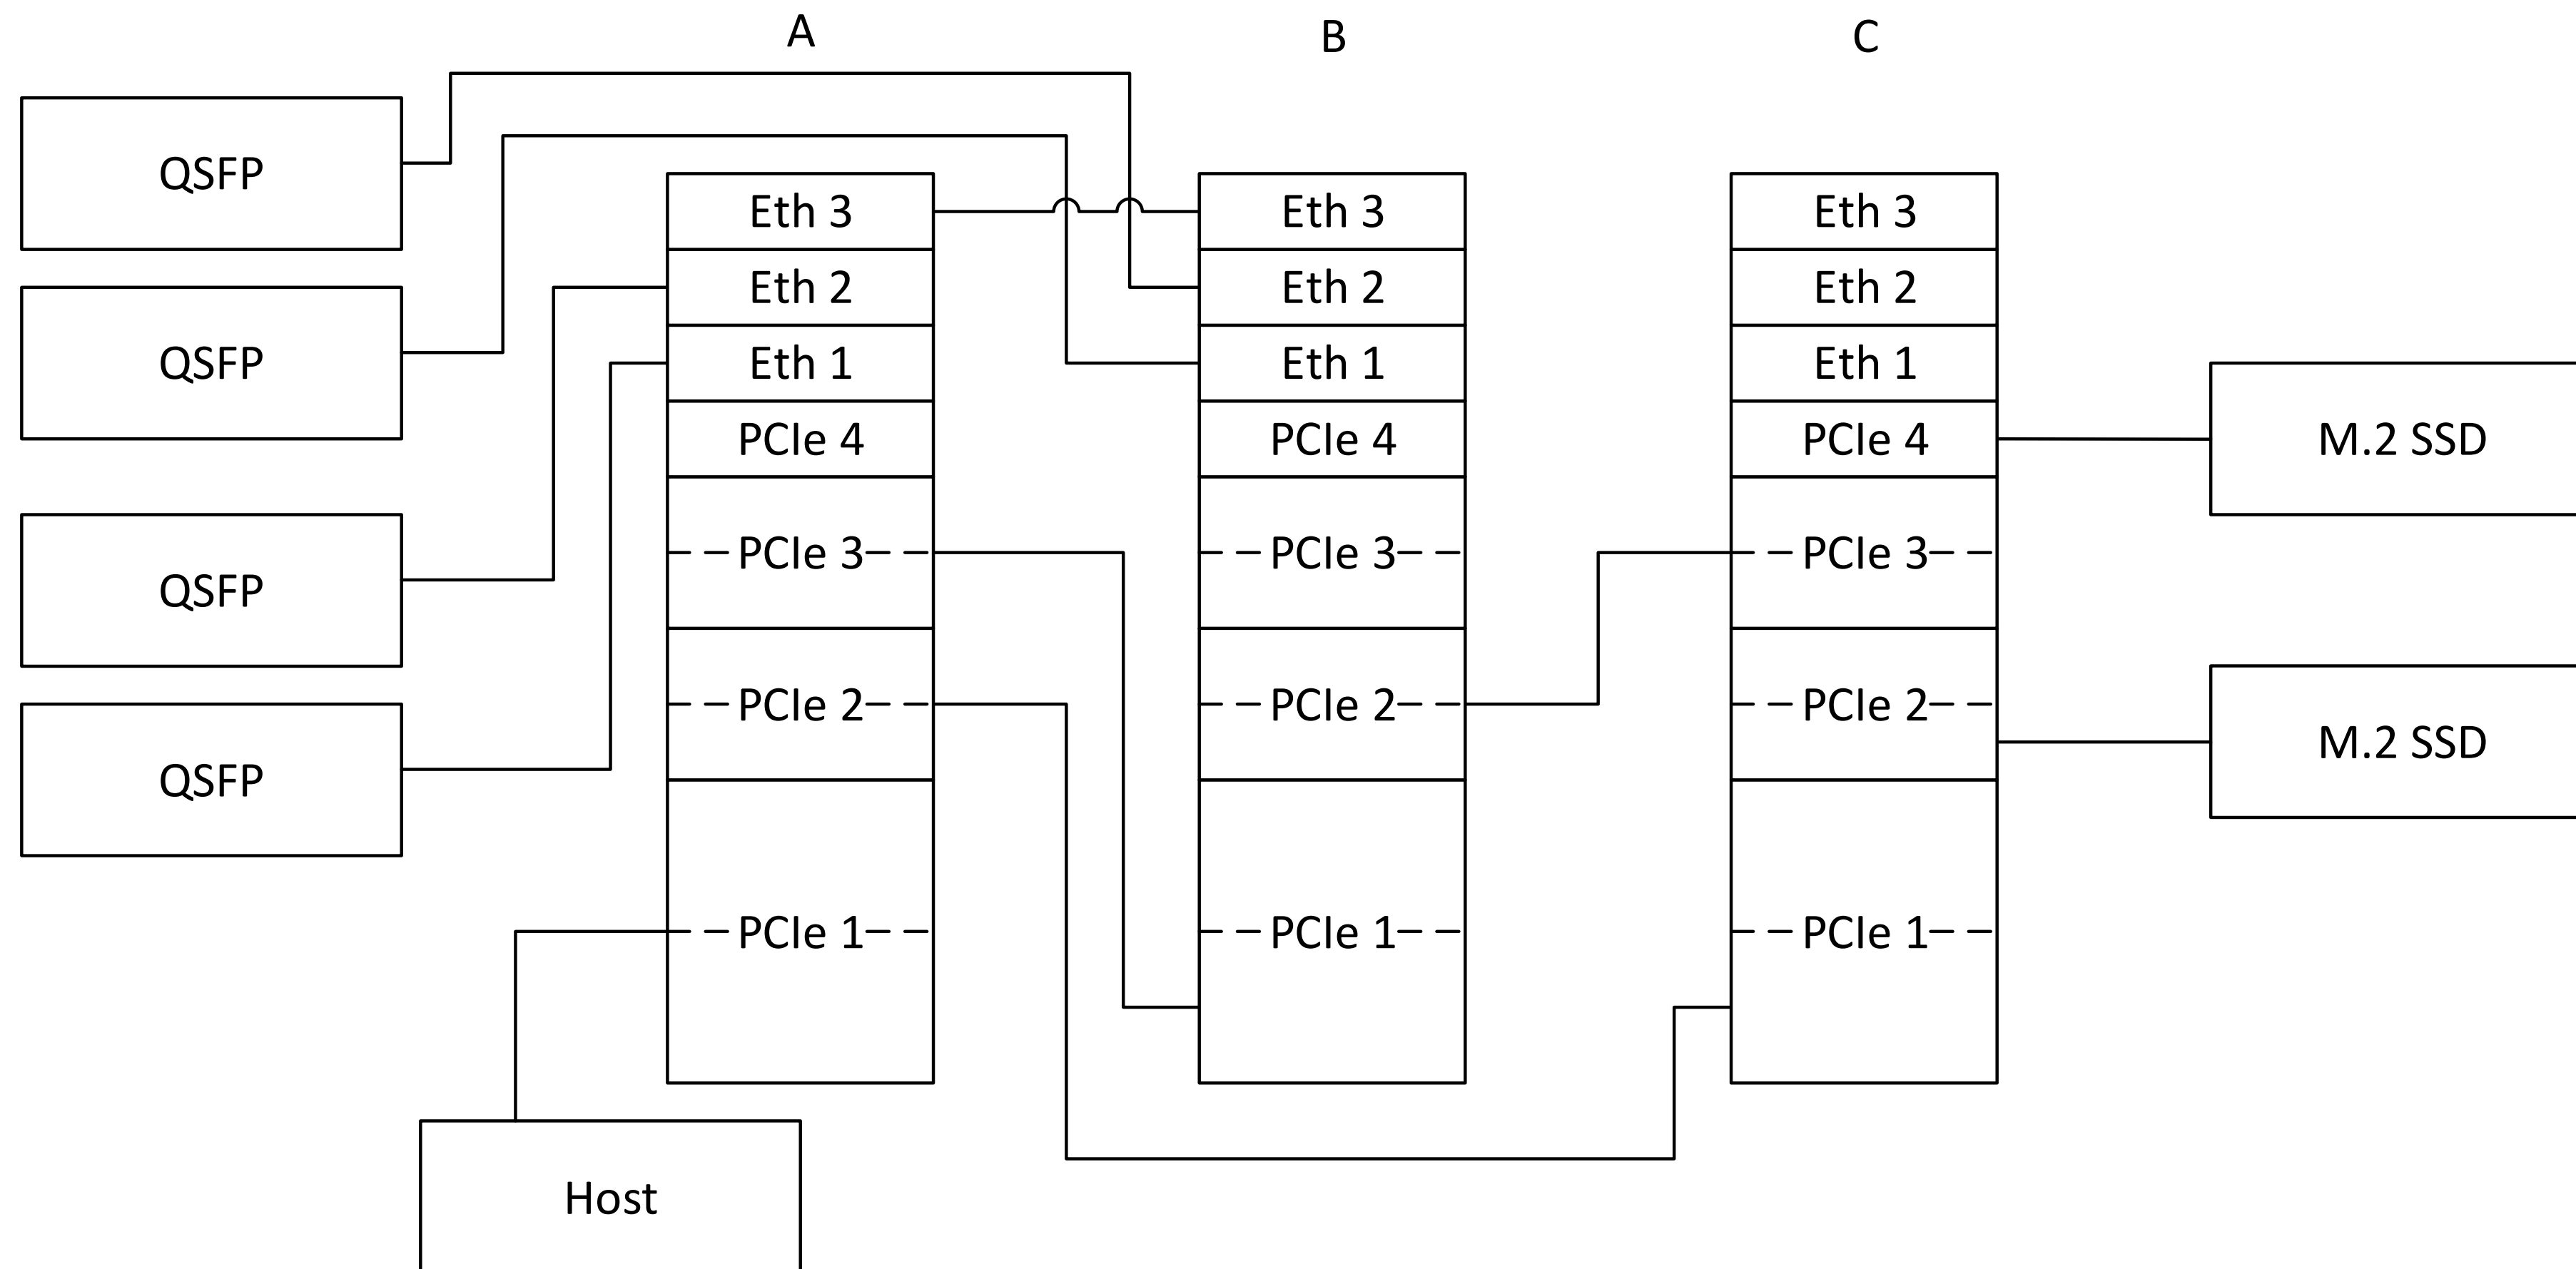 A
B
C
QSFP
QSFP
QSFP
QSFP
Eth 3
Eth 2
Eth 1
PCIe 4
PCIe 3
PCIe 2
PCIe 1
Eth 3
Eth 2
Eth 1
PCIe 4
PCIe 3
PCIe 2
PCIe 1
Eth 3
Eth 2
Eth 1
PCIe 4
PCIe 3
PCIe 2
PCIe 1
M.2 SSD
M.2 SSD
Host